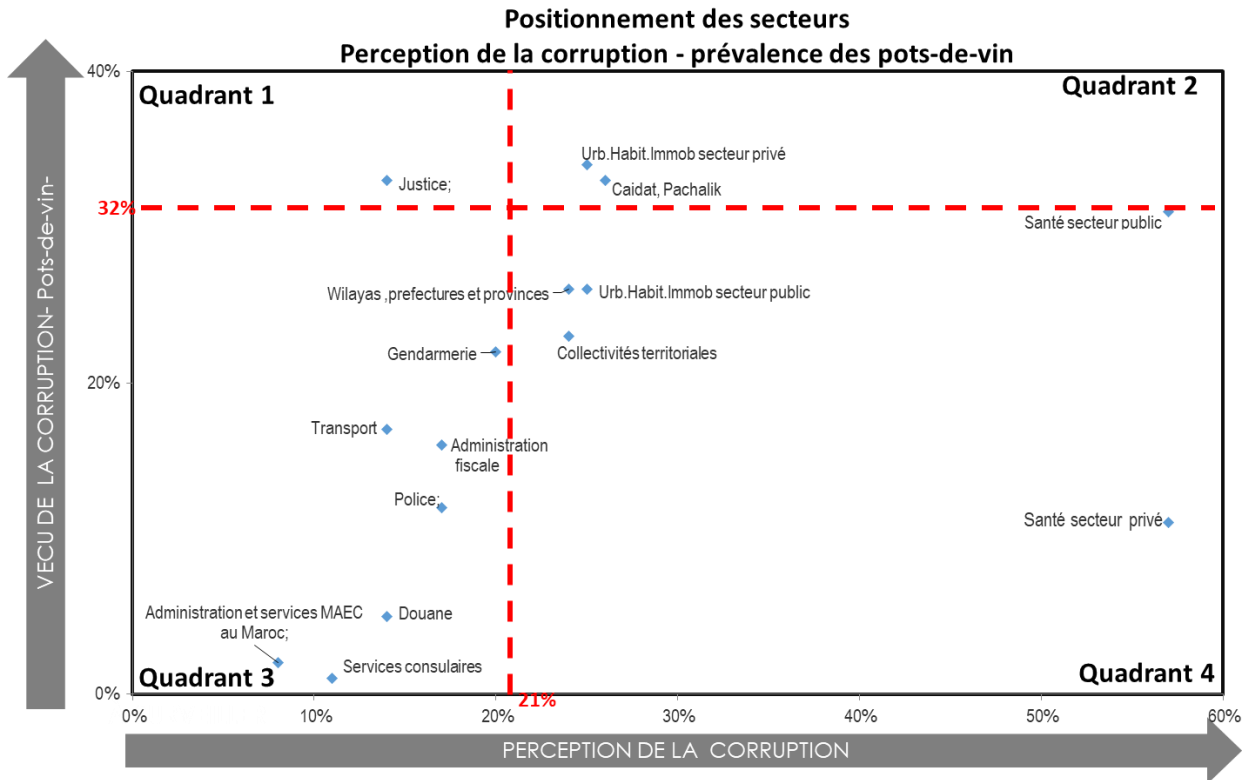 Positionnement des secteurs
Perception de la corruption - prévalence des pots-de-vin
VECU DE LA CORRUPTION- Pots-de-vin-
40%
Quadrant 1
Quadrant 2
Urb.Habit.Immob secteur privé
Justice;
Caidat, Pachalik
32%
Santé secteur public
Wilayas ,prefectures et provinces
Urb.Habit.Immob secteur public
Gendarmerie
Collectivités territoriales
20%
Transport
Administration
fiscale
Police;
Santé secteur privé
Administration et services MAEC
au Maroc;
Douane
Services consulaires
Quadrant 3
Quadrant 4
0%
21%
0%
10%
20%
30%
40%
50%
60%
PERCEPTION DE LA CORRUPTION